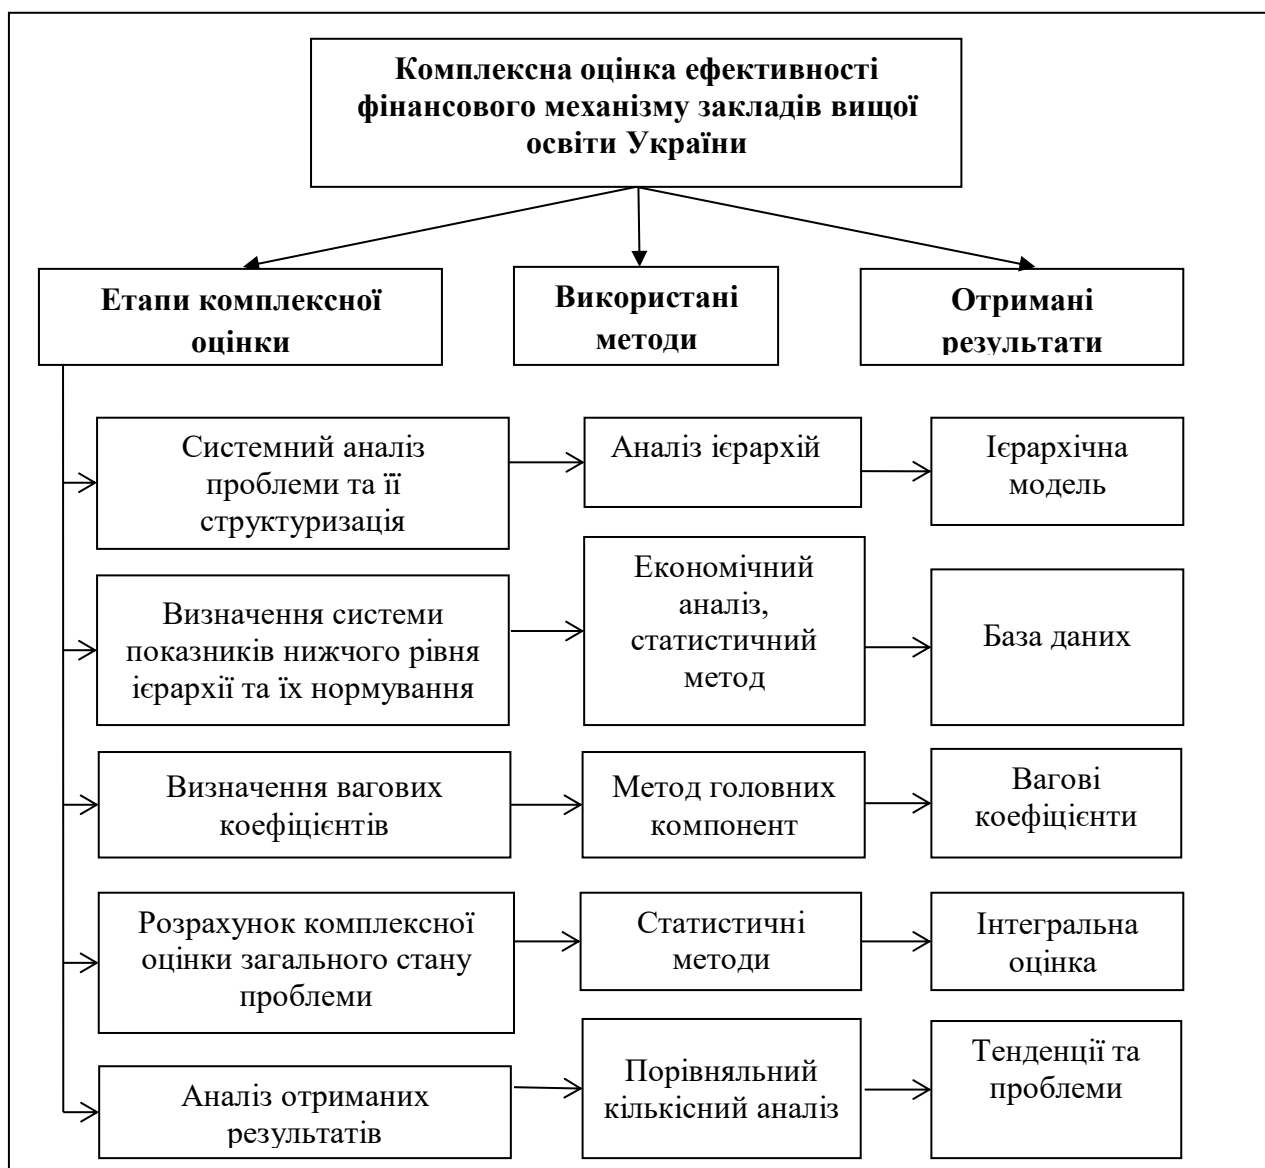 Комплексна оцінка ефективності
фінансового механізму закладів вищої
освіти України
Етапи комплексної
оцінки
Використані
методи
Отримані
результати
Системний аналіз
проблеми та її
структуризація
Аналіз ієрархій
Ієрархічна
модель
Визначення системи
показників нижчого рівня
ієрархії та їх нормування
Економічний
аналіз,
статистичний
метод
База даних
Визначення вагових
коефіцієнтів
Метод головних
компонент
Вагові
коефіцієнти
Розрахунок комплексної
оцінки загального стану
проблеми
Статистичні
методи
Інтегральна
оцінка
Аналіз отриманих
результатів
Порівняльний
кількісний аналіз
Тенденції та
проблеми